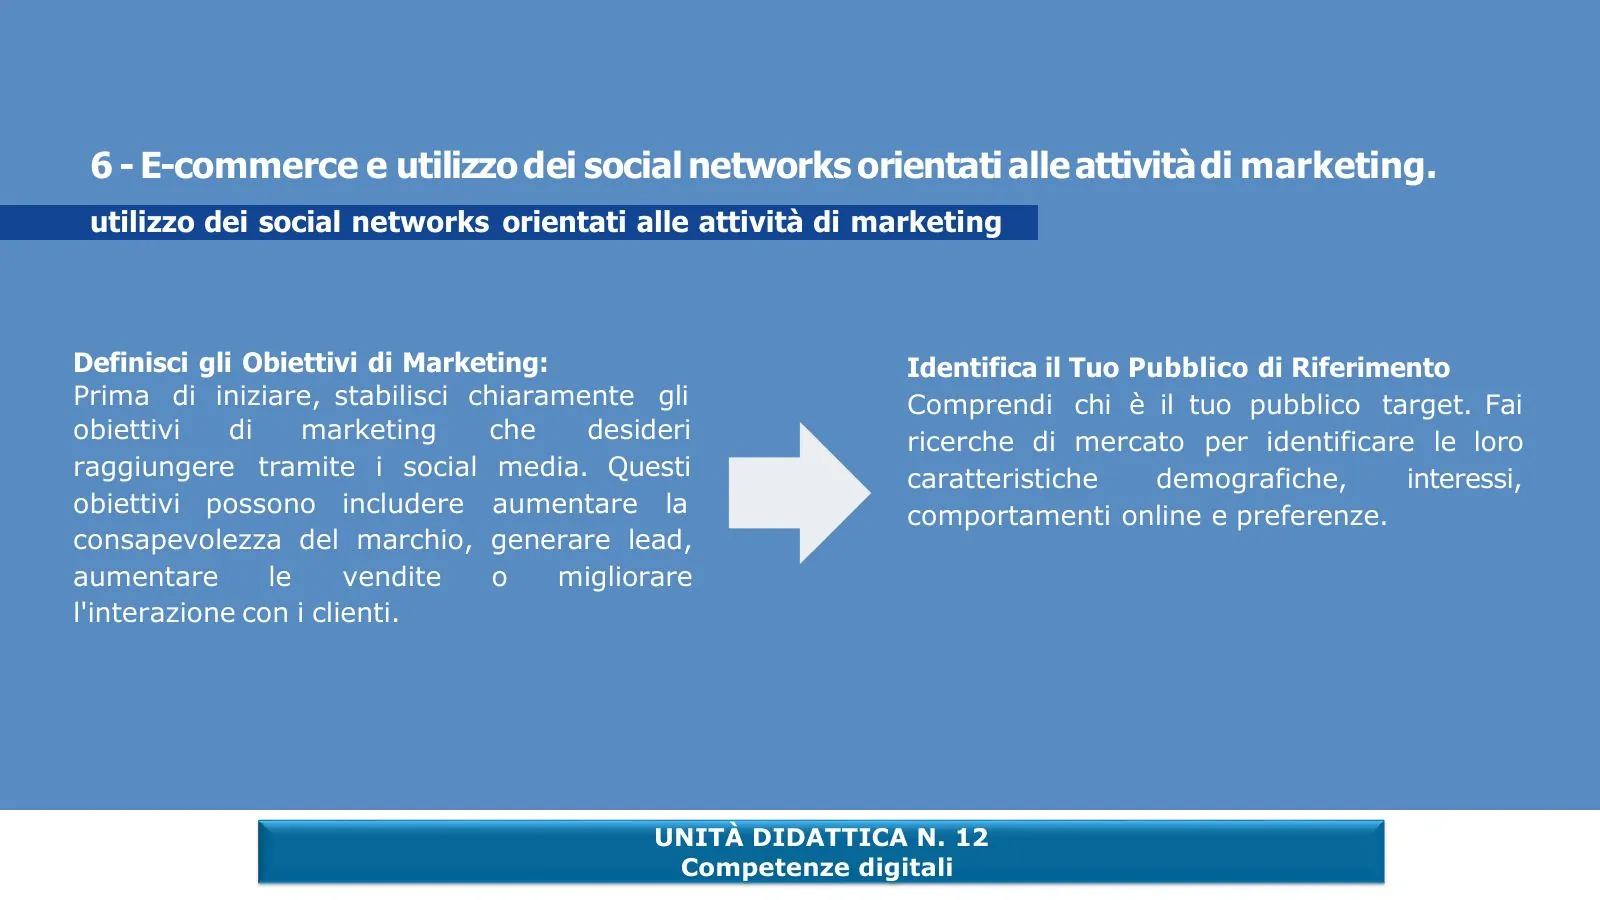 6 - E-commerce e utilizzo dei social networks orientati alle attività di marketing.
utilizzo dei social networks orientati alle attività di marketing
Definisci gli Obiettivi di Marketing:
Prima di iniziare, stabilisci chiaramente gli
obiettivi di marketing che desideri
raggiungere tramite i social media. Questi
obiettivi possono includere aumentare la
consapevolezza del marchio, generare lead,
aumentare le vendite o migliorare
l'interazione con i clienti.
Identifica il Tuo Pubblico di Riferimento
Comprendi chi è il tuo pubblico target. Fai
ricerche di mercato per identificare le loro
caratteristiche demografiche, interessi,
comportamenti online e preferenze.
UNITÀ DIDATTICA N. 12
Competenze digitali